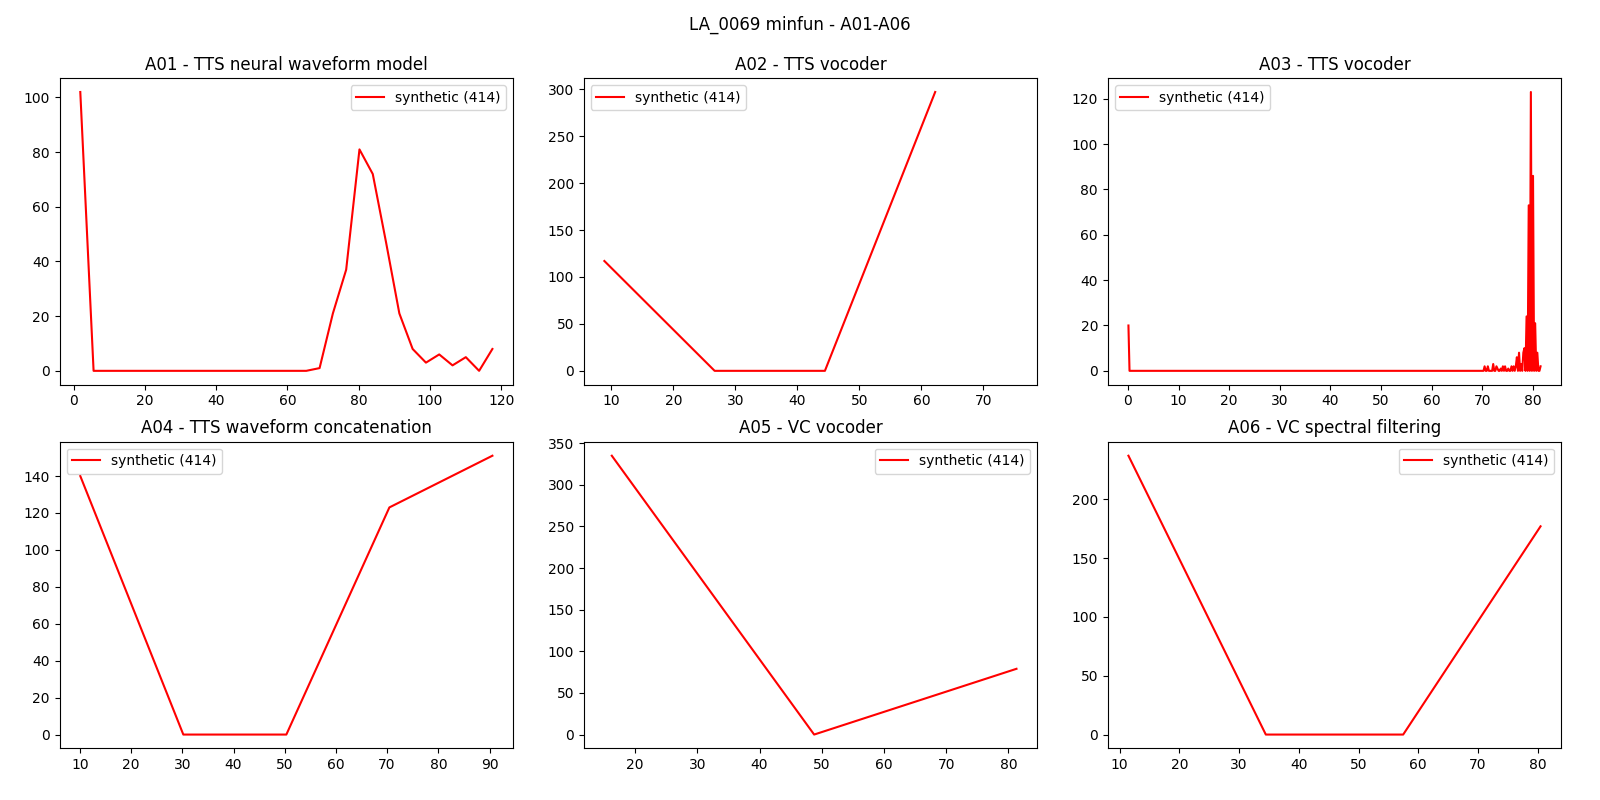 LA_0069 minfun - A01-A06
A01 - TTS neural waveform model
synthetic (414)
100
80
60
40
20
0
0 20 40 60 80 100 120
A02 - TTS vocoder
synthetic (414)
300
250
200
150
100
50
0
10 20 30 40 50 60 70
A03 - TTS vocoder
synthetic (414)
120
100
80
60
40
20
0
0 10 20 30 40 50 60 70 80
A04 - TTS waveform concatenation
synthetic (414)
140
120
100
80
60
40
20
0
10 20 30 40 50 60 70 80 90
A05 - VC vocoder
synthetic (414)
350
300
250
200
150
100
50
0
20 30 40 50 60 70 80
A06 - VC spectral filtering
synthetic (414)
200
150
100
50
0
10 20 30 40 50 60 70 80